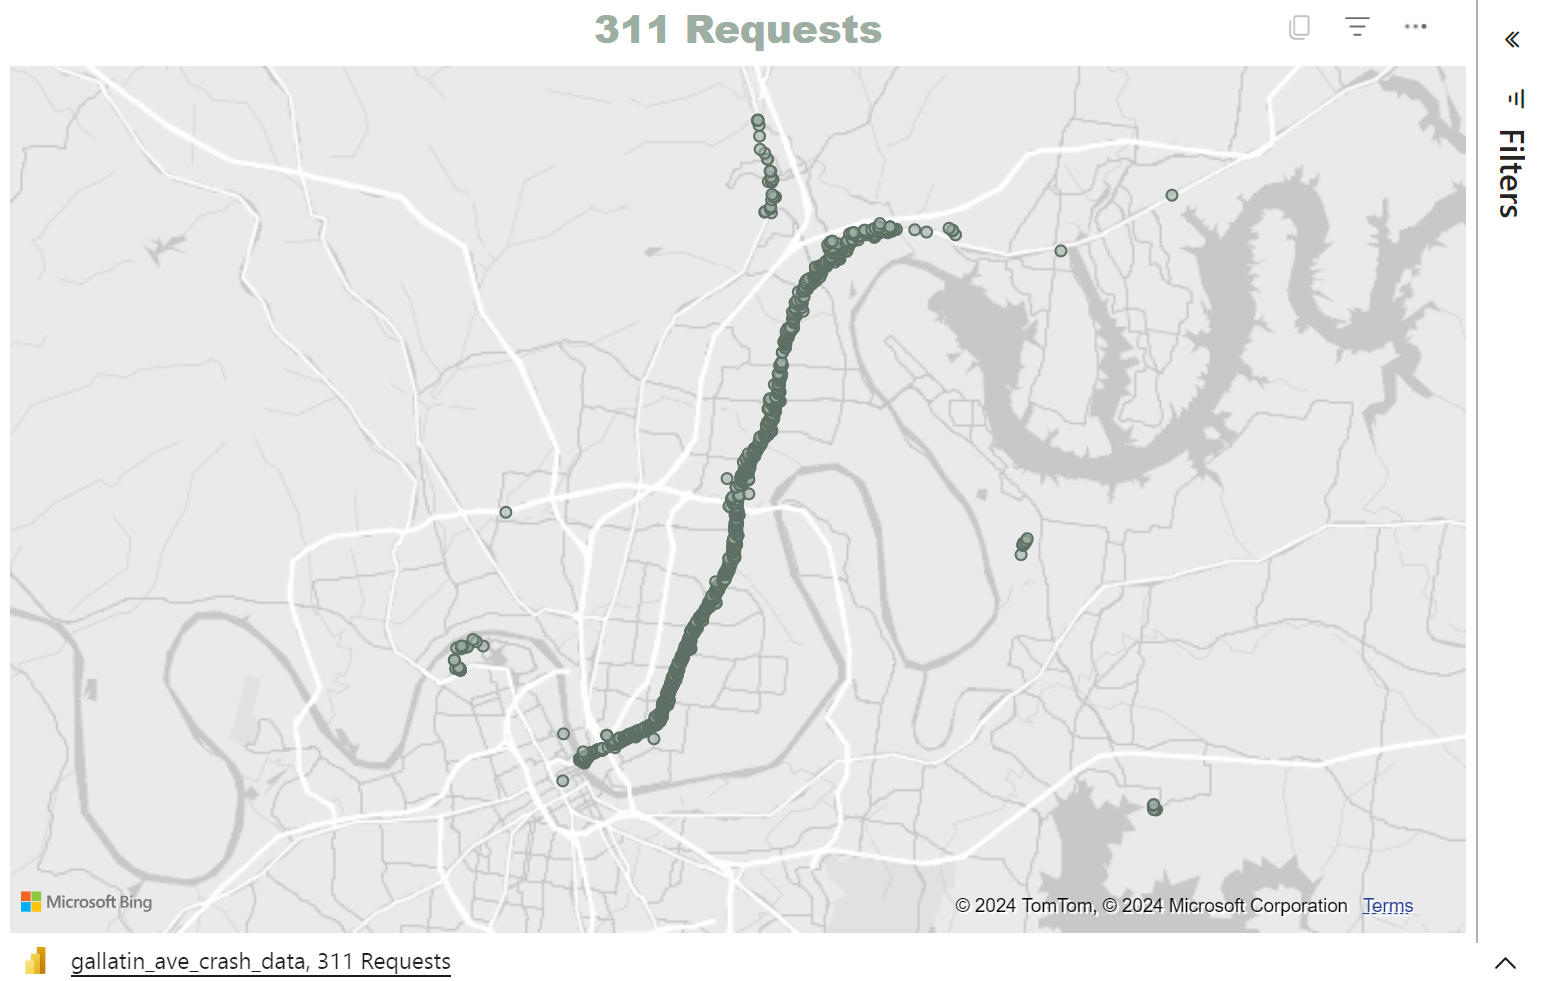 311 Requests
Filters
Microsoft Bing
© 2024 TomTom, © 2024 Microsoft Corporation Terms
gallatin_ave_crash_data, 311 Requests